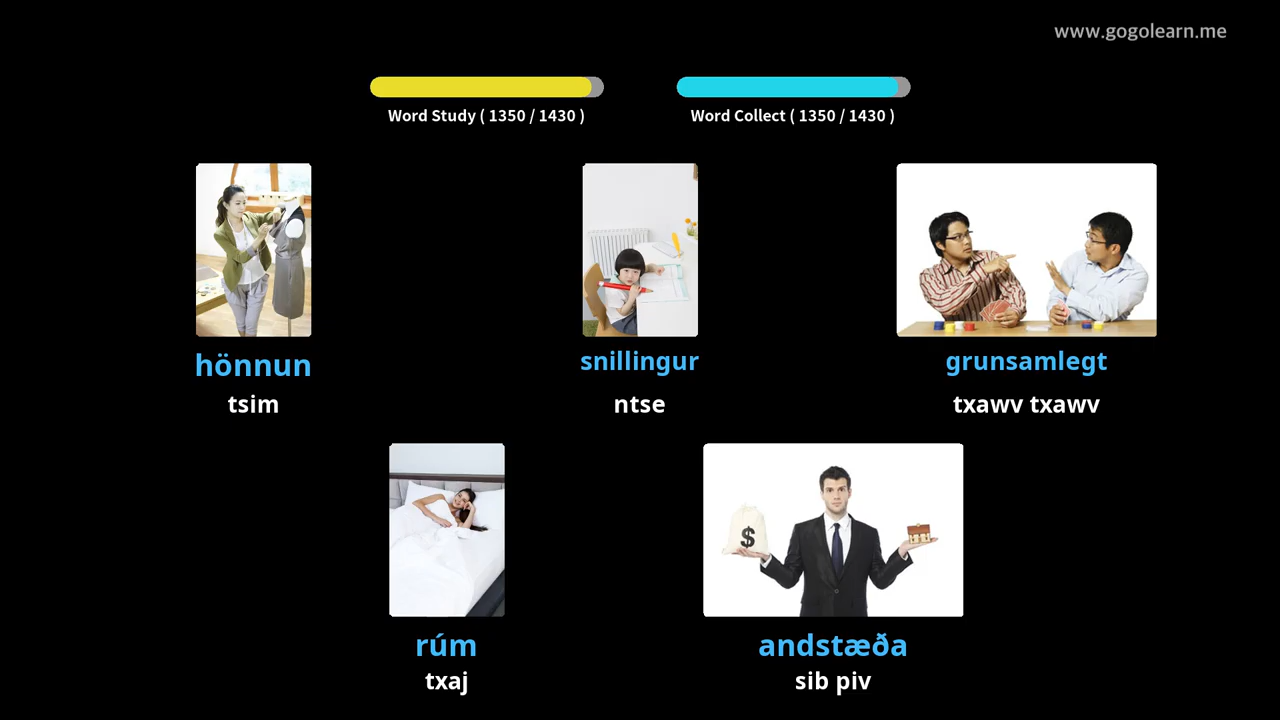 www.gogolearn.me
Word Study ( 1350 / 1430 )
Word Collect ( 1350 / 1430 )
hönnun
tsim
snillingur
ntse
grunsamlegt
txawv txawv
$
rúm
txaj
andstæða
sib piv